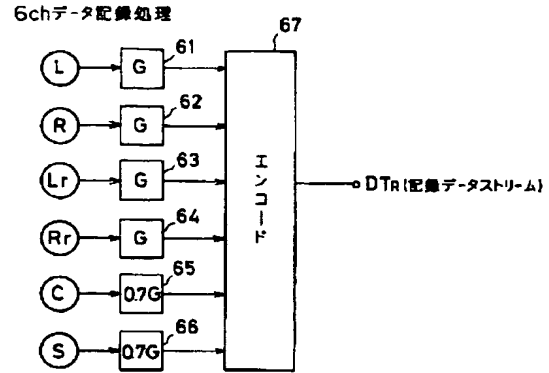 6chデータ記録処理
67
61
L
G
62
R
G
63
Lr
G
エンコード
DTR(記録データストリーム)
64
Rr
G
65
C
0.7G
66
S
0.7G